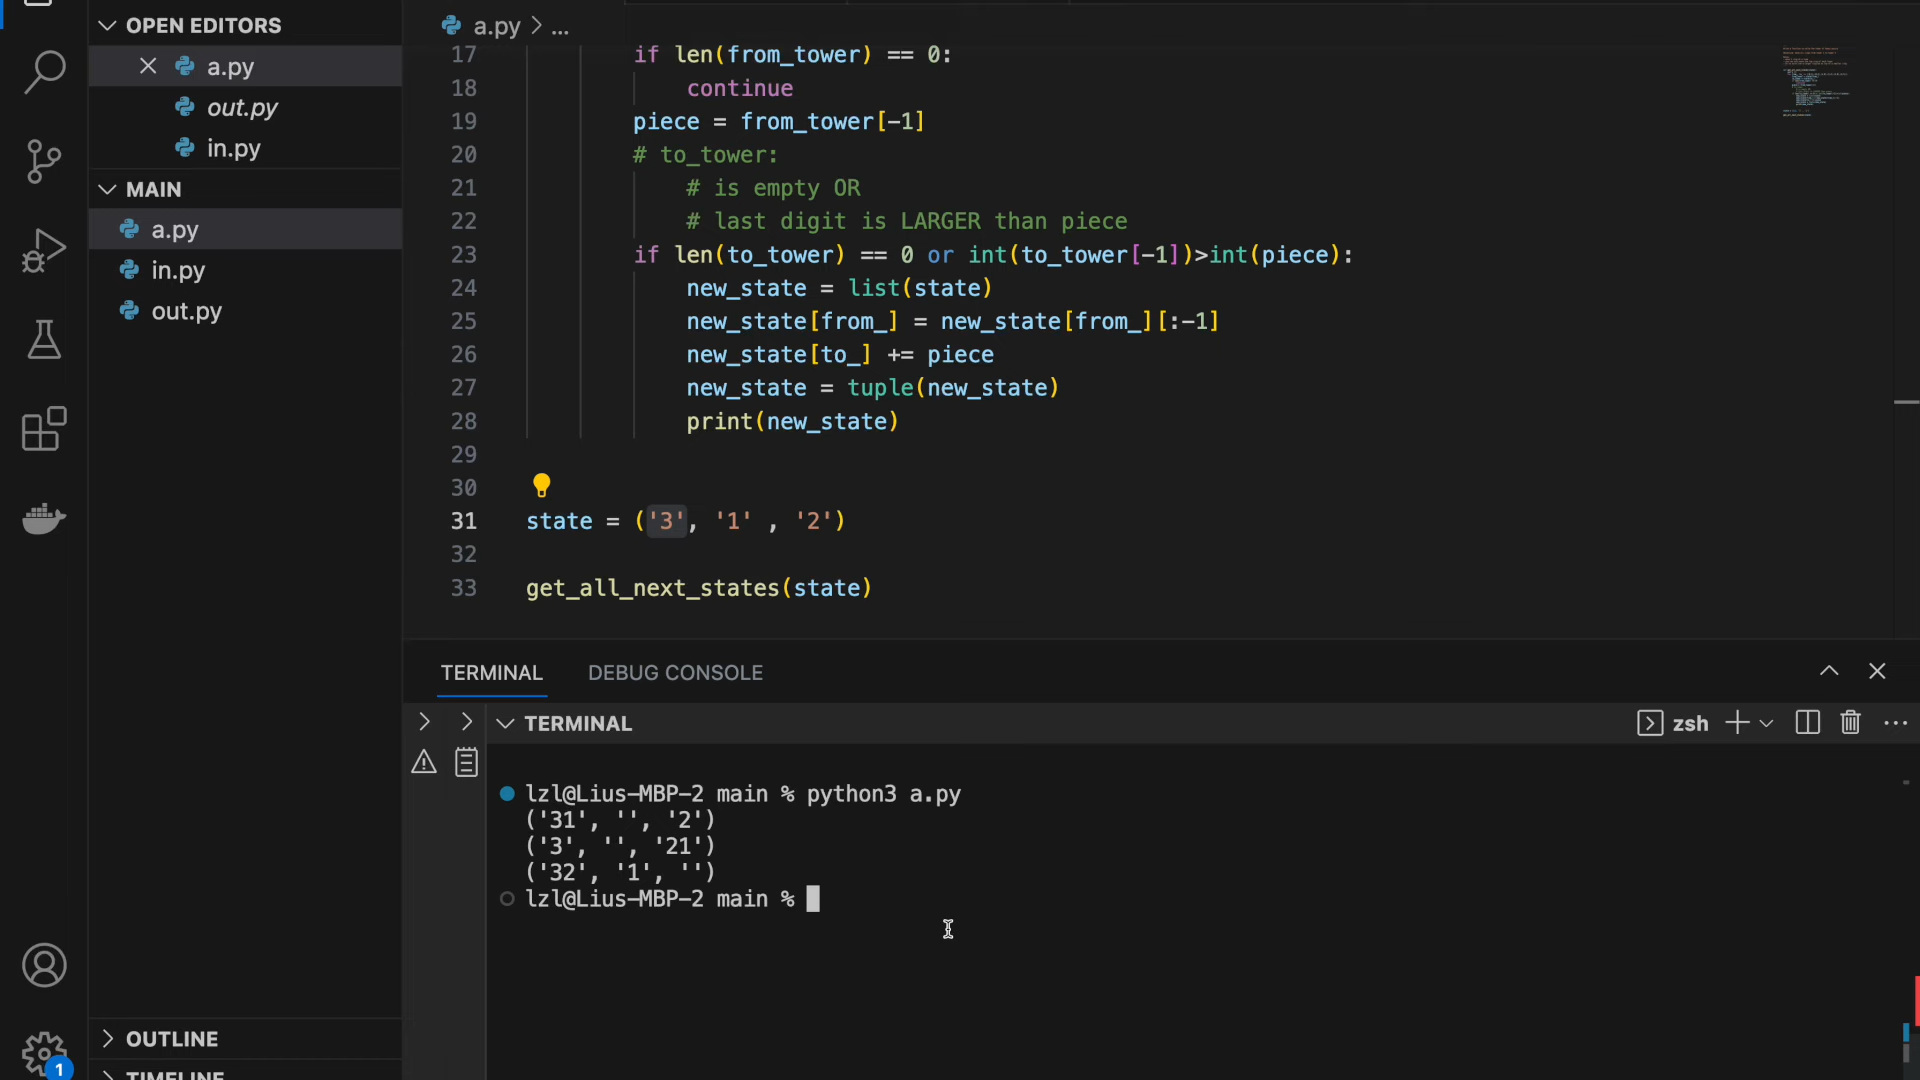 OPEN EDITORS
a.py
out.py
in.py
MAIN
a.py
in.py
out.py
OUTLINE
TIMELINE
1
a.py > ...
17 if len(from_tower) == 0:
18 continue
19 piece = from_tower[-1]
20 # to_tower:
21 # is empty OR
22 # last digit is LARGER than piece
23 if len(to_tower) == 0 or int(to_tower[-1])>int(piece):
24 new_state = list(state)
25 new_state[from_] = new_state[from_][:-1]
26 new_state[to_] += piece
27 new_state = tuple(new_state)
28 print(new_state)
29
30
31 state = ('3', '1' , '2')
32
33 get_all_next_states(state)
TERMINAL DEBUG CONSOLE
TERMINAL zsh
lzl@Lius-MBP-2 main % python3 a.py
('31', '', '2')
('3', '', '21')
('32', '1', '')
lzl@Lius-MBP-2 main %